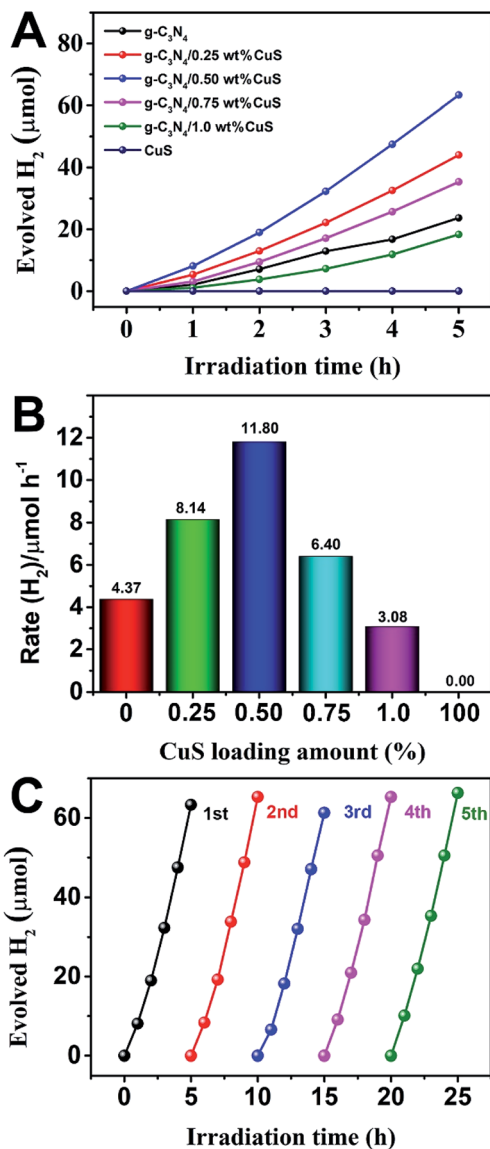 A
g-C₃N₄
g-C₃N₄/0.25 wt%CuS
g-C₃N₄/0.50 wt%CuS
g-C₃N₄/0.75 wt%CuS
g-C₃N₄/1.0 wt%CuS
CuS
Evolved H₂ (μmol)
80
60
40
20
0
0 1 2 3 4 5
Irradiation time (h)
B
Rate (H₂)/μmol h⁻¹
12
10
8
6
4
2
0
4.37
8.14
11.80
6.40
3.08
0.00
0 0.25 0.50 0.75 1.0 100
CuS loading amount (%)
C
Evolved H₂ (μmol)
60
40
20
0
1st 2nd 3rd 4th 5th
0 5 10 15 20 25
Irradiation time (h)